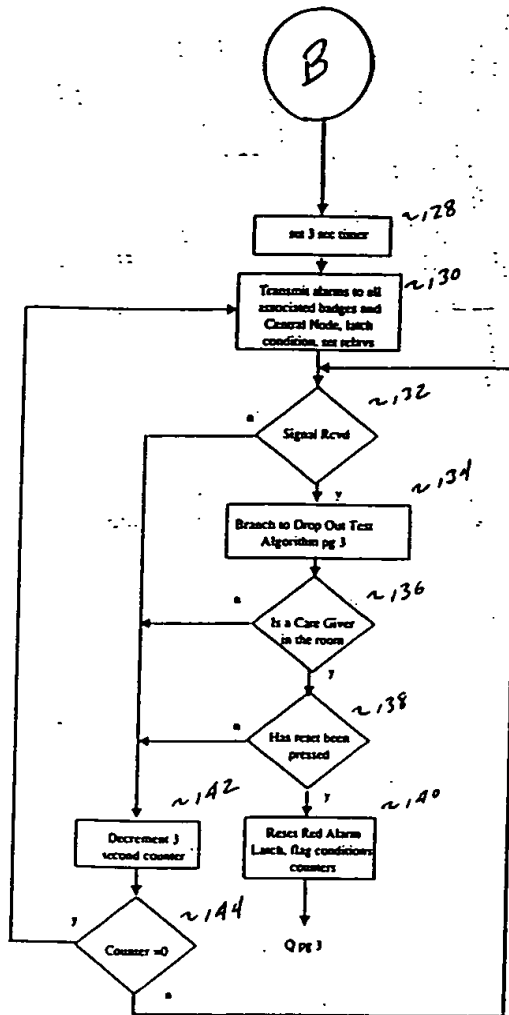 B
~128
set 3 sec timer
~130
Transmit alarms to all
associated badges and
Central Node, latch
condition, set relays
~132
n
Signal Rcvd
y
~134
Branch to Drop Out Test
Algorithm pg 3
~136
n
Is a Care Giver
in the room
y
~138
n
Has reset been
pressed
y
~142
~140
Decrement 3
second counter
Reset Red Alarm
Latch, flag conditions
counters
~144
y
Counter =0
n
Q pg 3